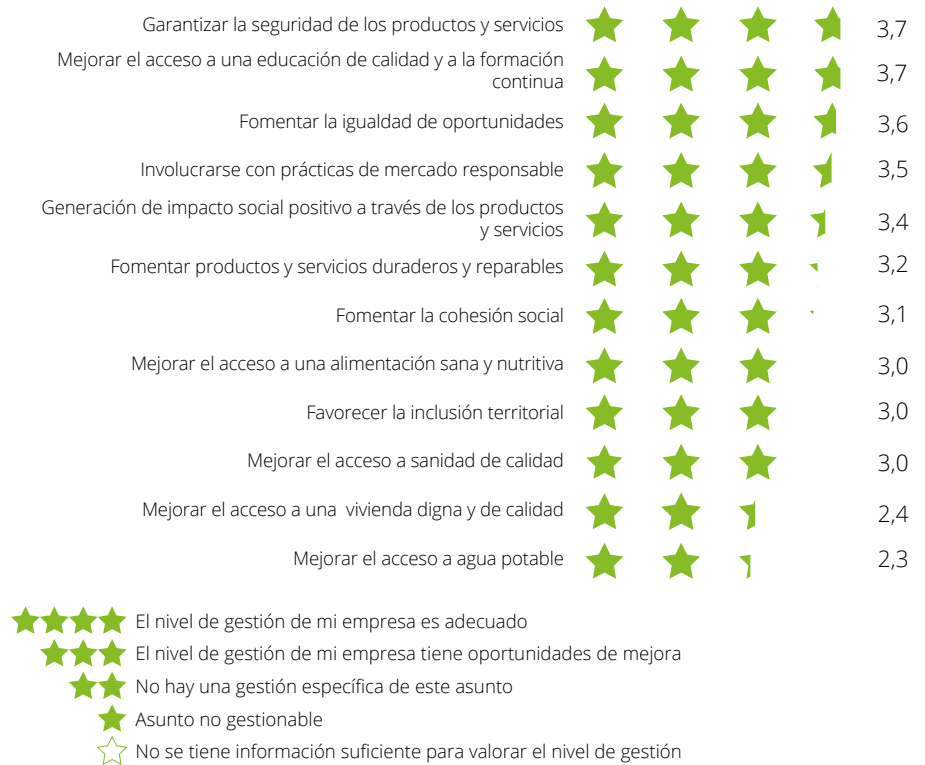 Garantizar la seguridad de los productos y servicios 3,7
Mejorar el acceso a una educación de calidad y a la formación
continua 3,7
Fomentar la igualdad de oportunidades 3,6
Involucrarse con prácticas de mercado responsable 3,5
Generación de impacto social positivo a través de los productos
y servicios 3,4
Fomentar productos y servicios duraderos y reparables 3,2
Fomentar la cohesión social 3,1
Mejorar el acceso a una alimentación sana y nutritiva 3,0
Favorecer la inclusión territorial 3,0
Mejorar el acceso a sanidad de calidad 3,0
Mejorar el acceso a una vivienda digna y de calidad 2,4
Mejorar el acceso a agua potable 2,3
El nivel de gestión de mi empresa es adecuado
El nivel de gestión de mi empresa tiene oportunidades de mejora
No hay una gestión específica de este asunto
Asunto no gestionable
No se tiene información suficiente para valorar el nivel de gestión